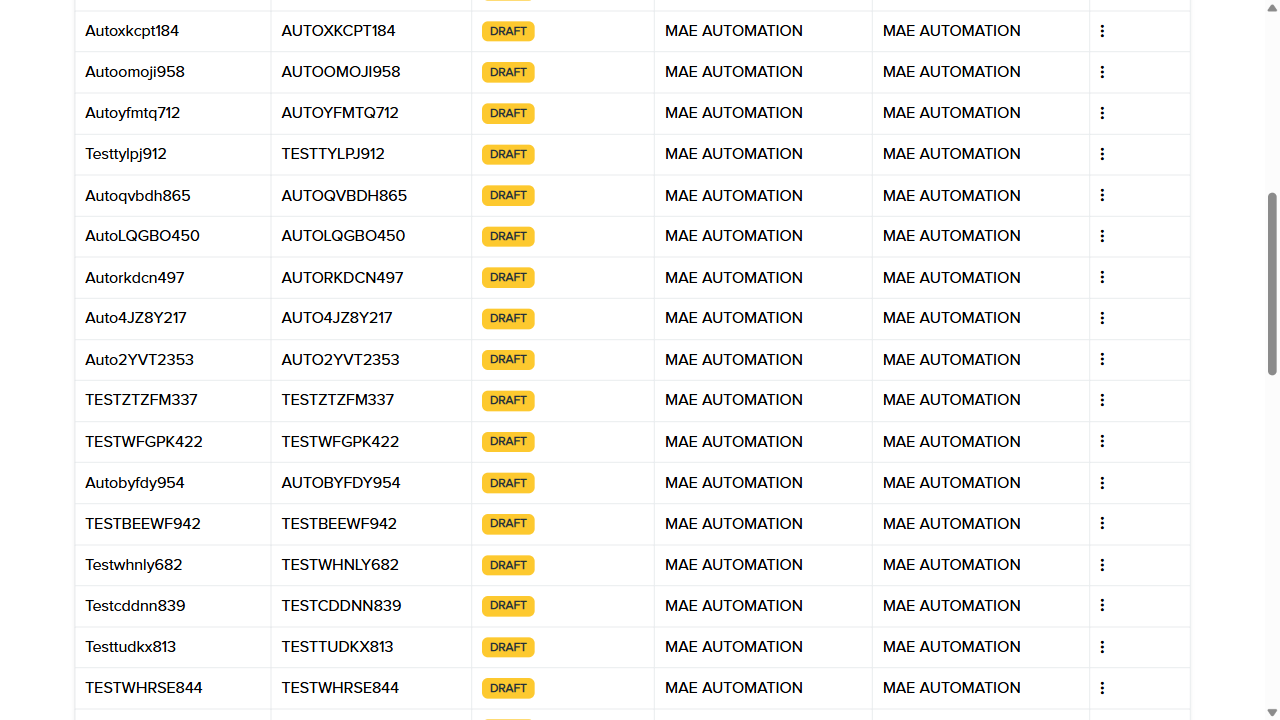 Autoxkcpt184 AUTOXKCPT184 DRAFT MAE AUTOMATION MAE AUTOMATION
Autoomoji958 AUTOOMOJI958 DRAFT MAE AUTOMATION MAE AUTOMATION
Autoyfmtq712 AUTOYFMTQ712 DRAFT MAE AUTOMATION MAE AUTOMATION
Testtylpj912 TESTTYLPJ912 DRAFT MAE AUTOMATION MAE AUTOMATION
Autoqvbdh865 AUTOQVBDH865 DRAFT MAE AUTOMATION MAE AUTOMATION
AutoLQGBO450 AUTOLQGBO450 DRAFT MAE AUTOMATION MAE AUTOMATION
Autorkdcn497 AUTORKDCN497 DRAFT MAE AUTOMATION MAE AUTOMATION
Auto4JZ8Y217 AUTO4JZ8Y217 DRAFT MAE AUTOMATION MAE AUTOMATION
Auto2YVT2353 AUTO2YVT2353 DRAFT MAE AUTOMATION MAE AUTOMATION
TESTZTZFM337 TESTZTZFM337 DRAFT MAE AUTOMATION MAE AUTOMATION
TESTWFGPK422 TESTWFGPK422 DRAFT MAE AUTOMATION MAE AUTOMATION
Autobyfdy954 AUTOBYFDY954 DRAFT MAE AUTOMATION MAE AUTOMATION
TESTBEEWF942 TESTBEEWF942 DRAFT MAE AUTOMATION MAE AUTOMATION
Testwhnly682 TESTWHNLY682 DRAFT MAE AUTOMATION MAE AUTOMATION
Testcddnn839 TESTCDDNN839 DRAFT MAE AUTOMATION MAE AUTOMATION
Testtudkx813 TESTTUDKX813 DRAFT MAE AUTOMATION MAE AUTOMATION
TESTWHRSE844 TESTWHRSE844 DRAFT MAE AUTOMATION MAE AUTOMATION